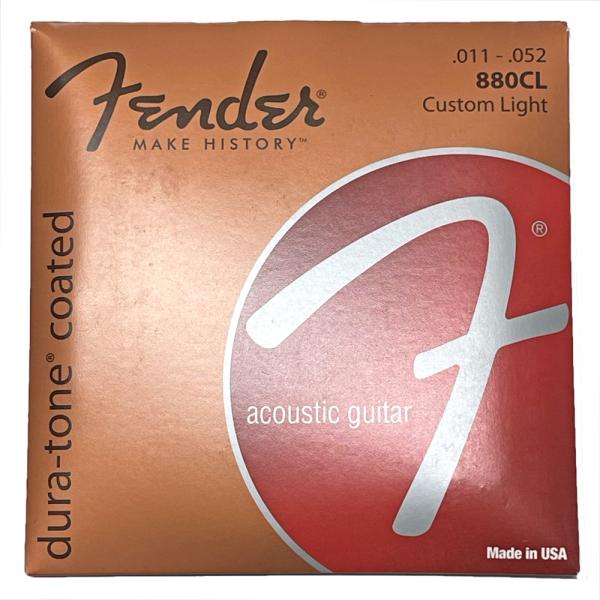 Fender®
MAKE HISTORY™
.011 - .052
880CL
Custom Light
dura-tone® coated
F®
acoustic guitar
Made in USA